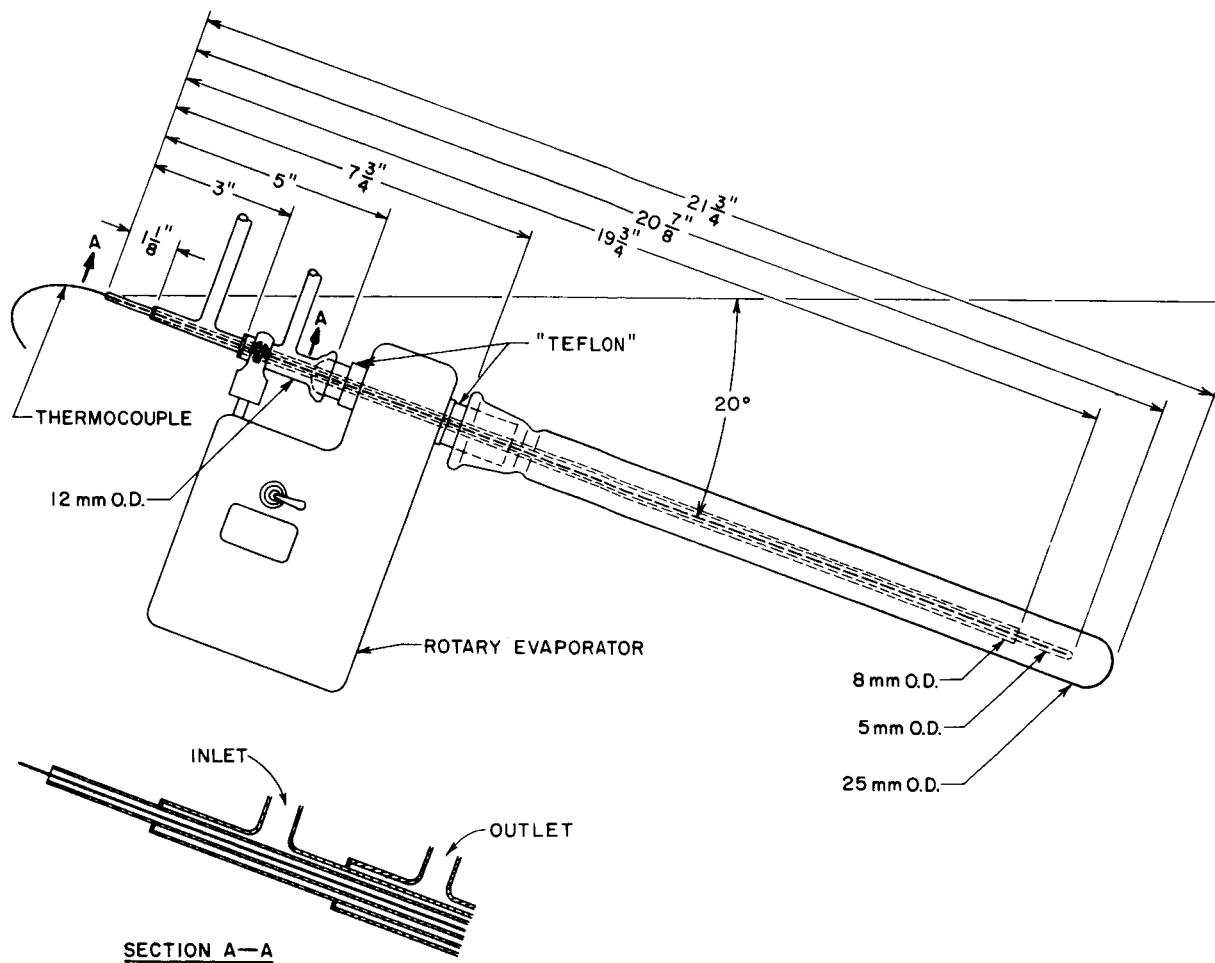 21 3/4"
20 7/8"
19 3/4"
7 3/4"
5"
3"
1 1/8"
A
A
"TEFLON"
20°
THERMOCOUPLE
12 mm O.D.
ROTARY EVAPORATOR
8 mm O.D.
5 mm O.D.
25 mm O.D.
INLET
OUTLET
SECTION A—A